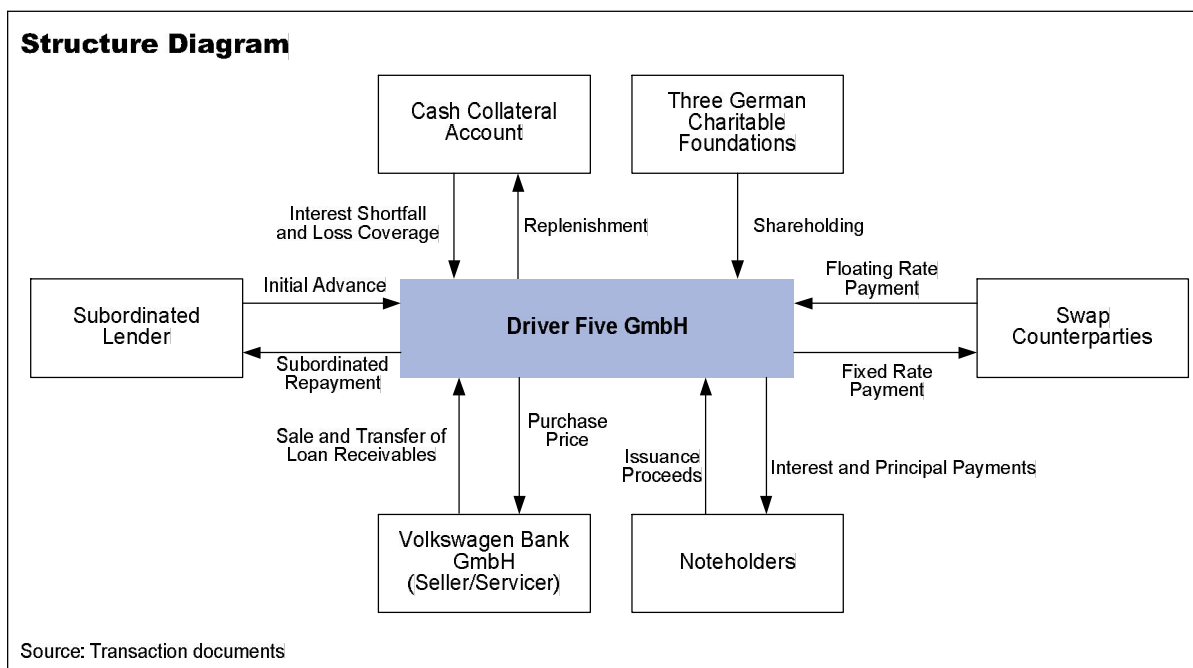 Structure Diagram
Cash Collateral
Account
Three German
Charitable
Foundations
Interest Shortfall
and Loss Coverage
Replenishment
Shareholding
Floating Rate
Payment
Initial Advance
Subordinated
Lender
Driver Five GmbH
Swap
Counterparties
Subordinated
Repayment
Fixed Rate
Payment
Sale and Transfer of
Loan Receivables
Purchase
Price
Issuance
Proceeds
Interest and Principal Payments
Volkswagen Bank
GmbH
(Seller/Servicer)
Noteholders
Source: Transaction documents